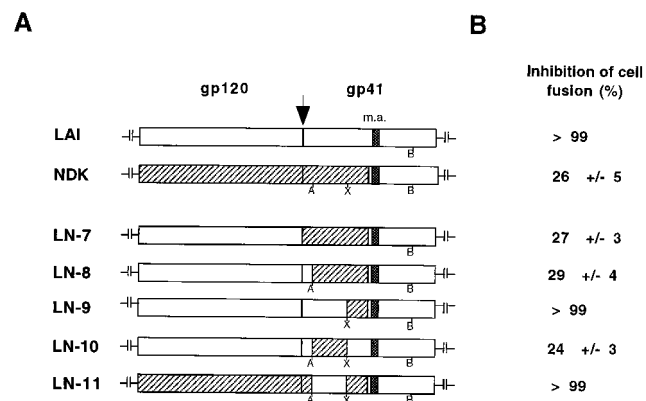 A
B
Inhibition of cell
fusion (%)
gp120 gp41
m.a.
LAI > 99
B
NDK 26 +/- 5
A X B
LN-7 27 +/- 3
B
LN-8 29 +/- 4
A B
LN-9 > 99
X B
LN-10 24 +/- 3
A X B
LN-11 > 99
A X B